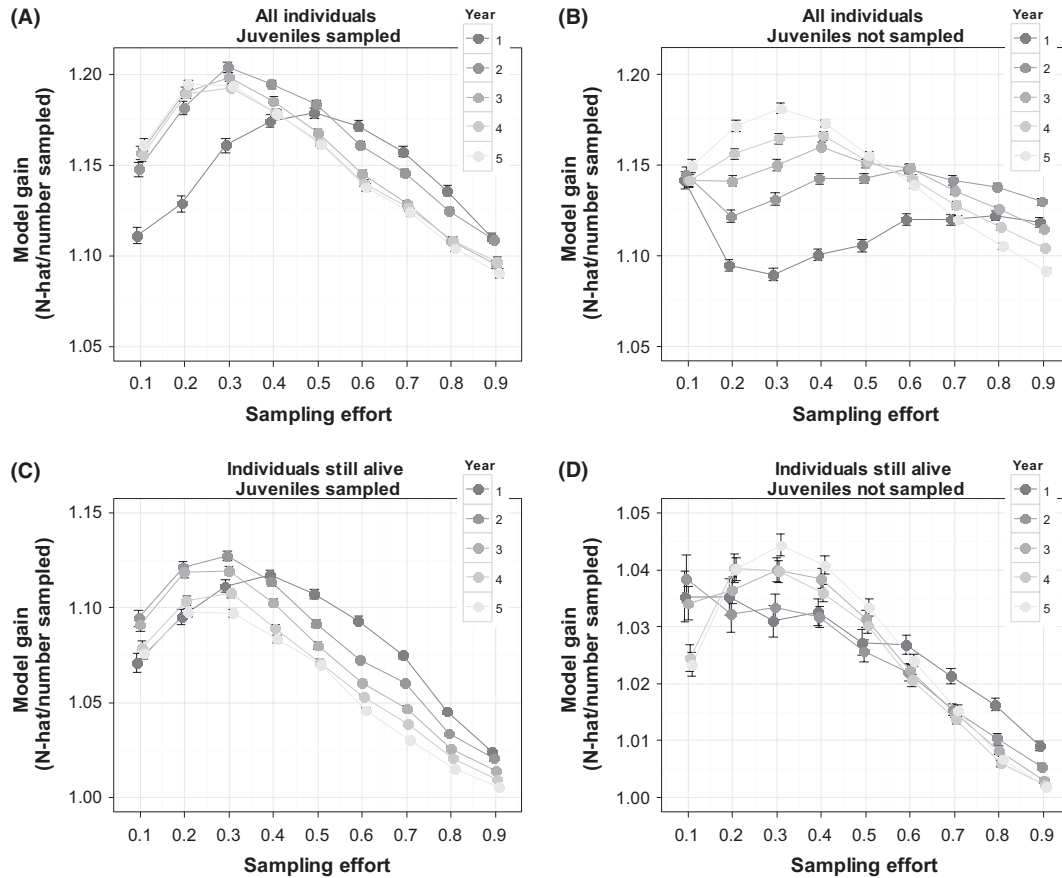 (A)
All individuals
Juveniles sampled
Year
1
2
3
4
5
Model gain
(N-hat/number sampled)
1.20
1.15
1.10
1.05
0.1 0.2 0.3 0.4 0.5 0.6 0.7 0.8 0.9
Sampling effort
(B)
All individuals
Juveniles not sampled
Year
1
2
3
4
5
Model gain
(N-hat/number sampled)
1.20
1.15
1.10
1.05
0.1 0.2 0.3 0.4 0.5 0.6 0.7 0.8 0.9
Sampling effort
(C)
Individuals still alive
Juveniles sampled
Year
1
2
3
4
5
Model gain
(N-hat/number sampled)
1.15
1.10
1.05
1.00
0.1 0.2 0.3 0.4 0.5 0.6 0.7 0.8 0.9
Sampling effort
(D)
Individuals still alive
Juveniles not sampled
Year
1
2
3
4
5
Model gain
(N-hat/number sampled)
1.05
1.04
1.03
1.02
1.01
1.00
0.1 0.2 0.3 0.4 0.5 0.6 0.7 0.8 0.9
Sampling effort